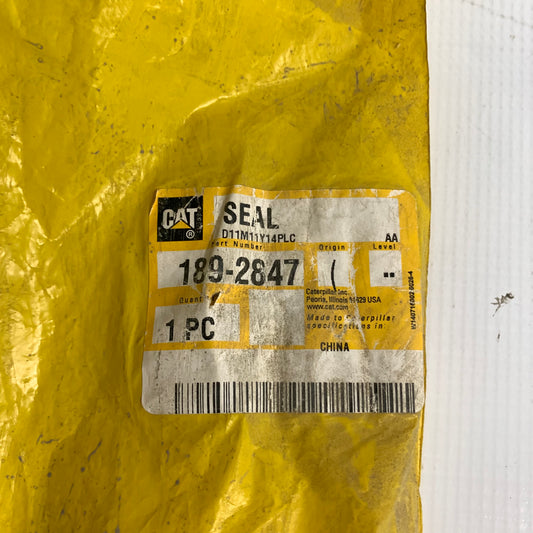 CAT
®
SEAL
D11M11Y14PLC
AA
Part Number
Origin
Level
189-2847
(
--
Caterpillar Inc.
Peoria, Illinois 61629 USA
www.cat.com
Made to Caterpillar
specifications in
CHINA
1 PC